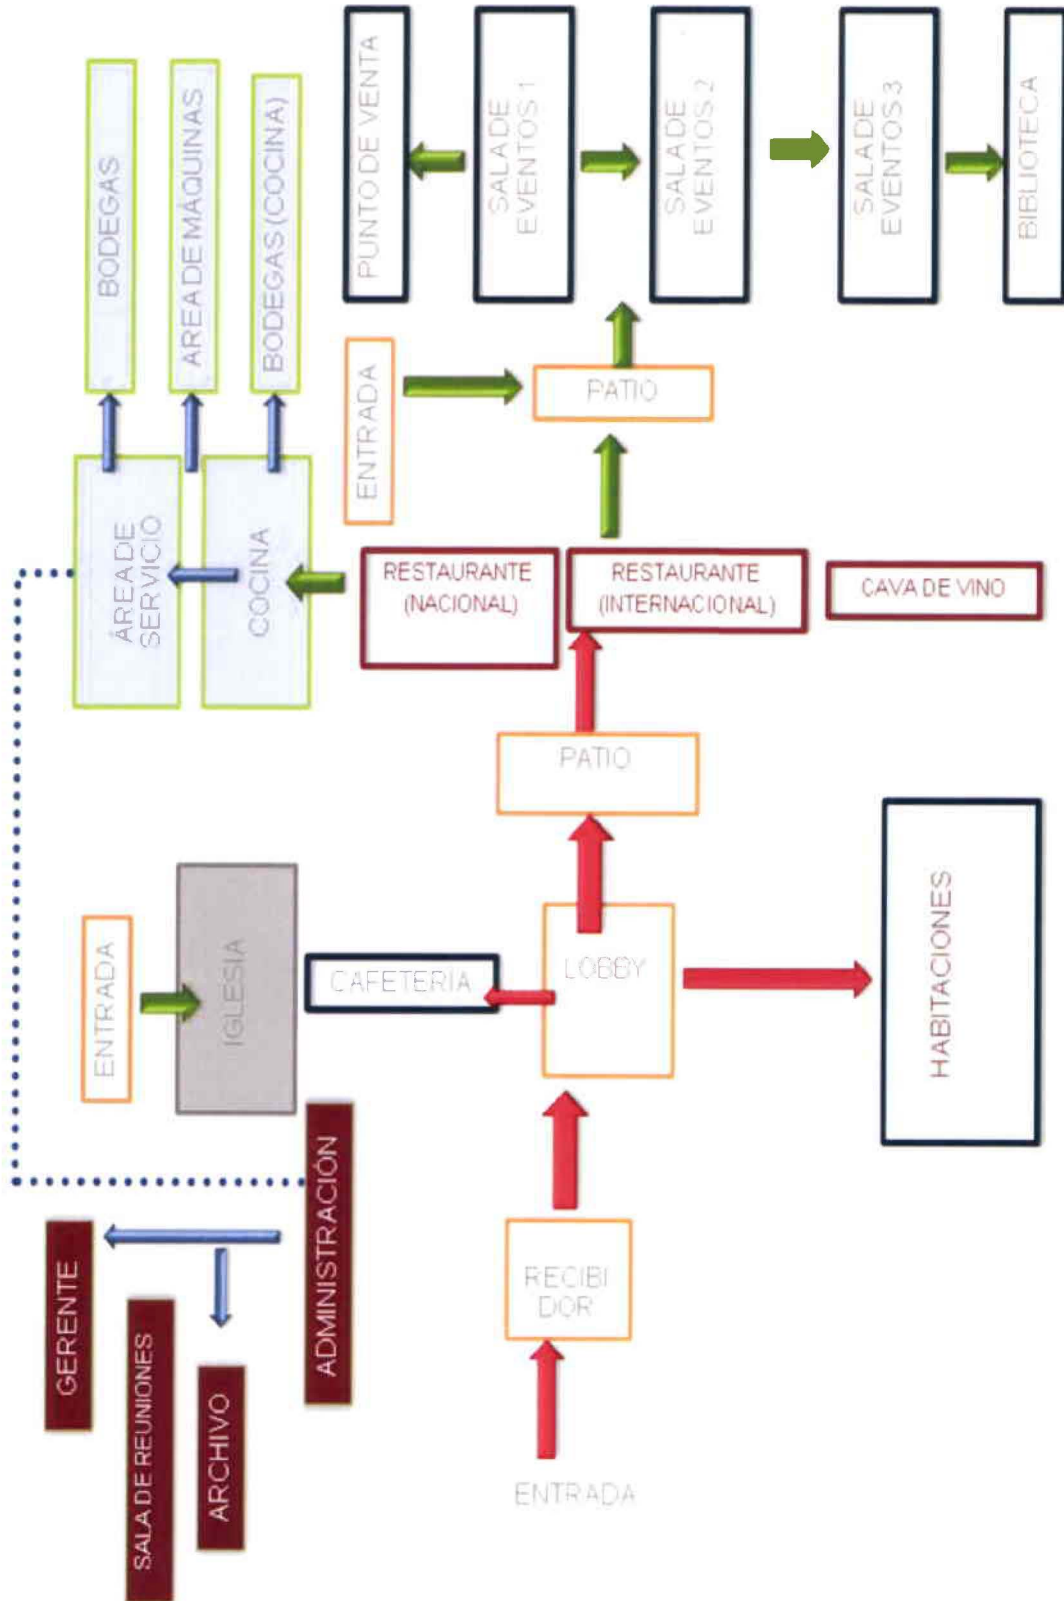 BODEGAS
ÁREA DE MÁQUINAS
BODEGAS (COCINA)
PUNTO DE VENTA
SALA DE
EVENTOS 1
SALA DE
EVENTOS 2
SALA DE
EVENTOS 3
BIBLIOTECA
ENTRADA
PATIO
ÁREA DE
SERVICIO
COCINA
RESTAURANTE
(NACIONAL)
RESTAURANTE
(INTERNACIONAL)
CAVA DE VINO
PATIO
ENTRADA
IGLESIA
CAFETERÍA
LOBBY
HABITACIONES
GERENTE
SALA DE REUNIONES
ARCHIVO
ADMINISTRACIÓN
RECIBI
DOR
ENTRADA